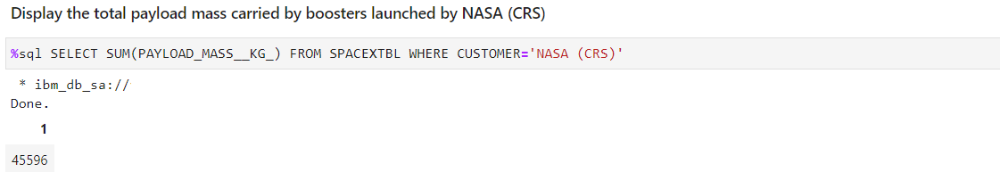 Display the total payload mass carried by boosters launched by NASA (CRS)
%sql SELECT SUM(PAYLOAD_MASS__KG_) FROM SPACEXTBL WHERE CUSTOMER='NASA (CRS)'
* ibm_db_sa://
Done.
1
45596